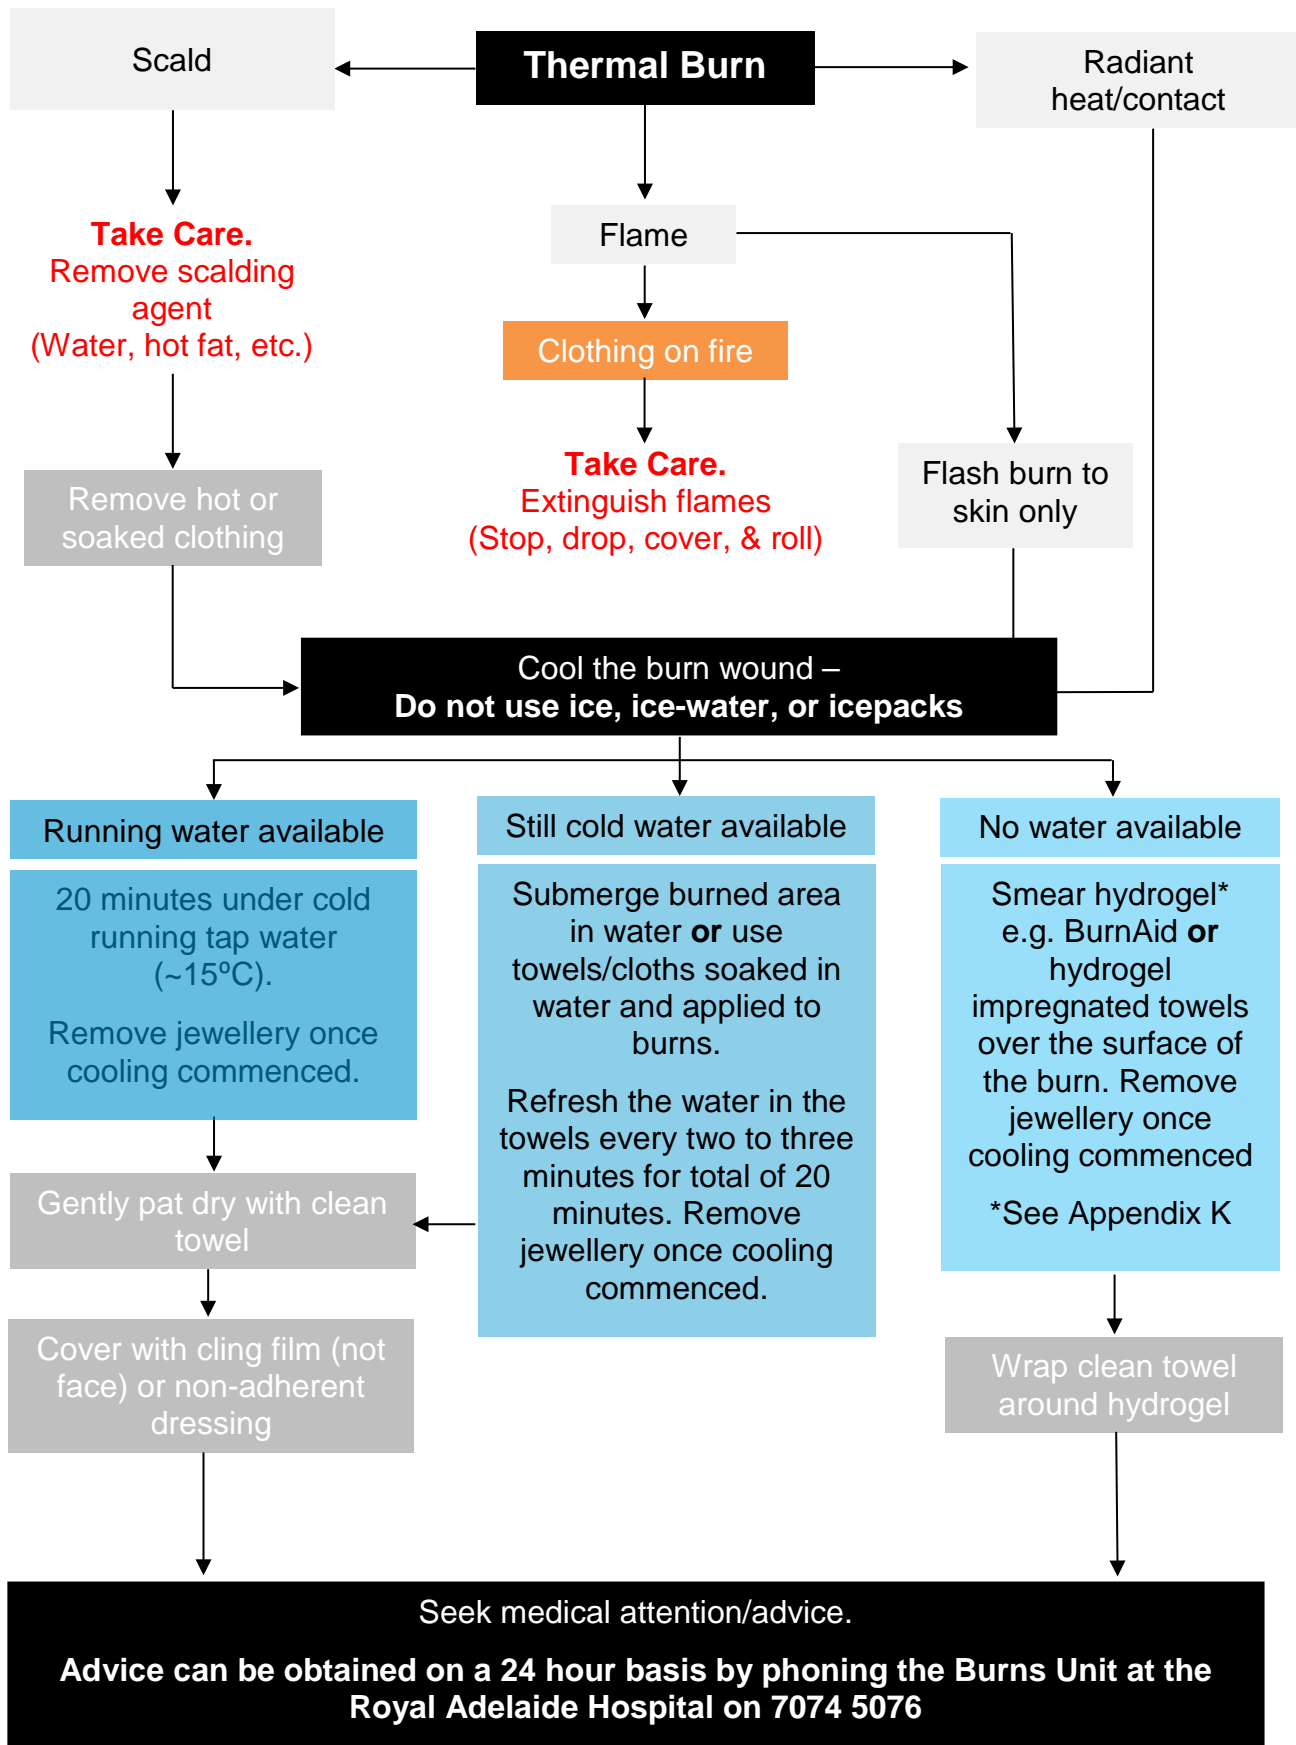 Scald
Thermal Burn
Radiant
heat/contact
Take Care.
Remove scalding
agent
(Water, hot fat, etc.)
Flame
Clothing on fire
Take Care.
Extinguish flames
(Stop, drop, cover, & roll)
Flash burn to
skin only
Remove hot or
soaked clothing
Cool the burn wound –
Do not use ice, ice-water, or icepacks
Running water available
20 minutes under cold
running tap water
(~15ºC).
Remove jewellery once
cooling commenced.
Gently pat dry with clean
towel
Cover with cling film (not
face) or non-adherent
dressing
Still cold water available
Submerge burned area
in water or use
towels/cloths soaked in
water and applied to
burns.
Refresh the water in the
towels every two to three
minutes for total of 20
minutes. Remove
jewellery once cooling
commenced.
No water available
Smear hydrogel*
e.g. BurnAid or
hydrogel
impregnated towels
over the surface of
the burn. Remove
jewellery once
cooling commenced
*See Appendix K
Wrap clean towel
around hydrogel
Seek medical attention/advice.
Advice can be obtained on a 24 hour basis by phoning the Burns Unit at the
Royal Adelaide Hospital on 7074 5076